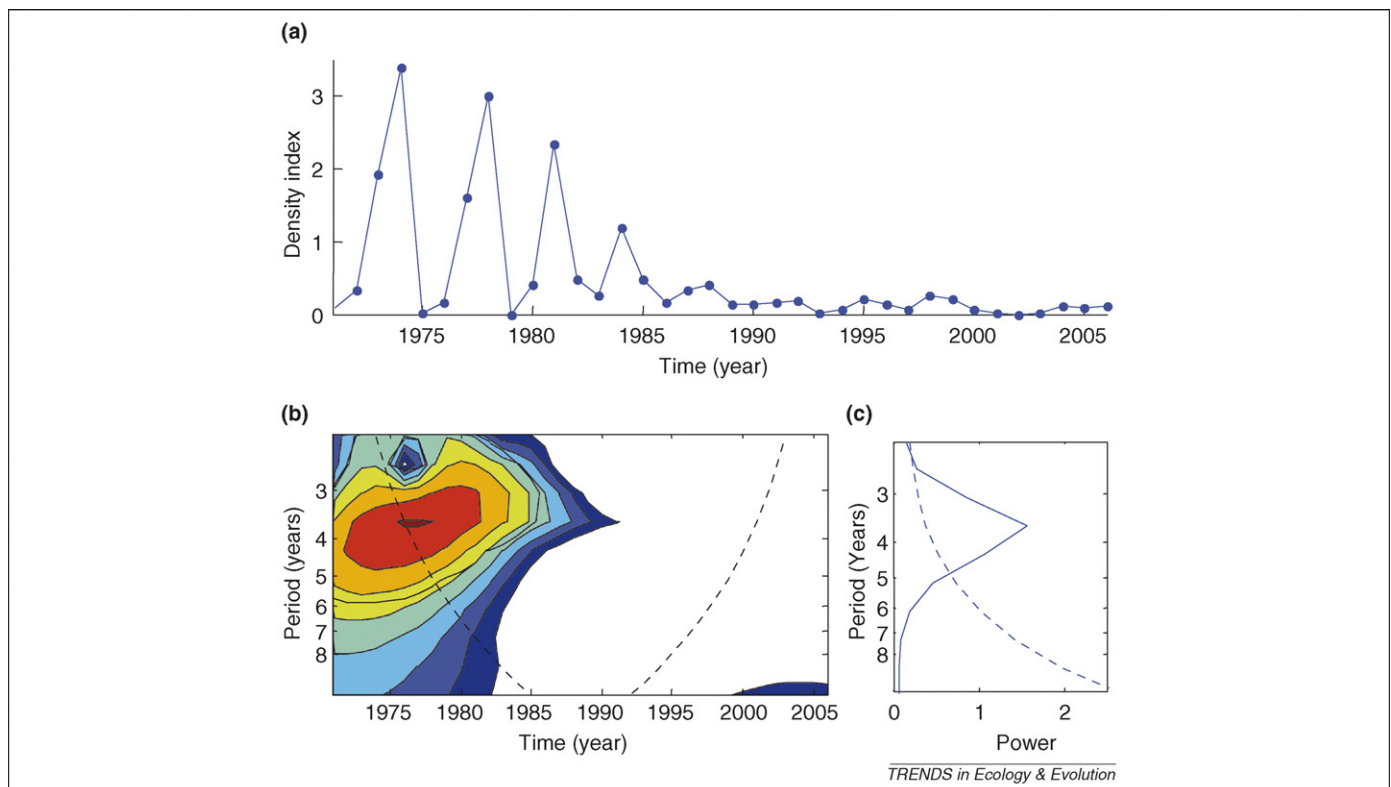 (a)
3
2
1
0
Density index
1975 1980 1985 1990 1995 2000 2005
Time (year)
(b)
3
4
5
6
7
8
Period (years)
1975 1980 1985 1990 1995 2000 2005
Time (year)
(c)
3
4
5
6
7
8
Period (Years)
0 1 2
Power
TRENDS in Ecology & Evolution